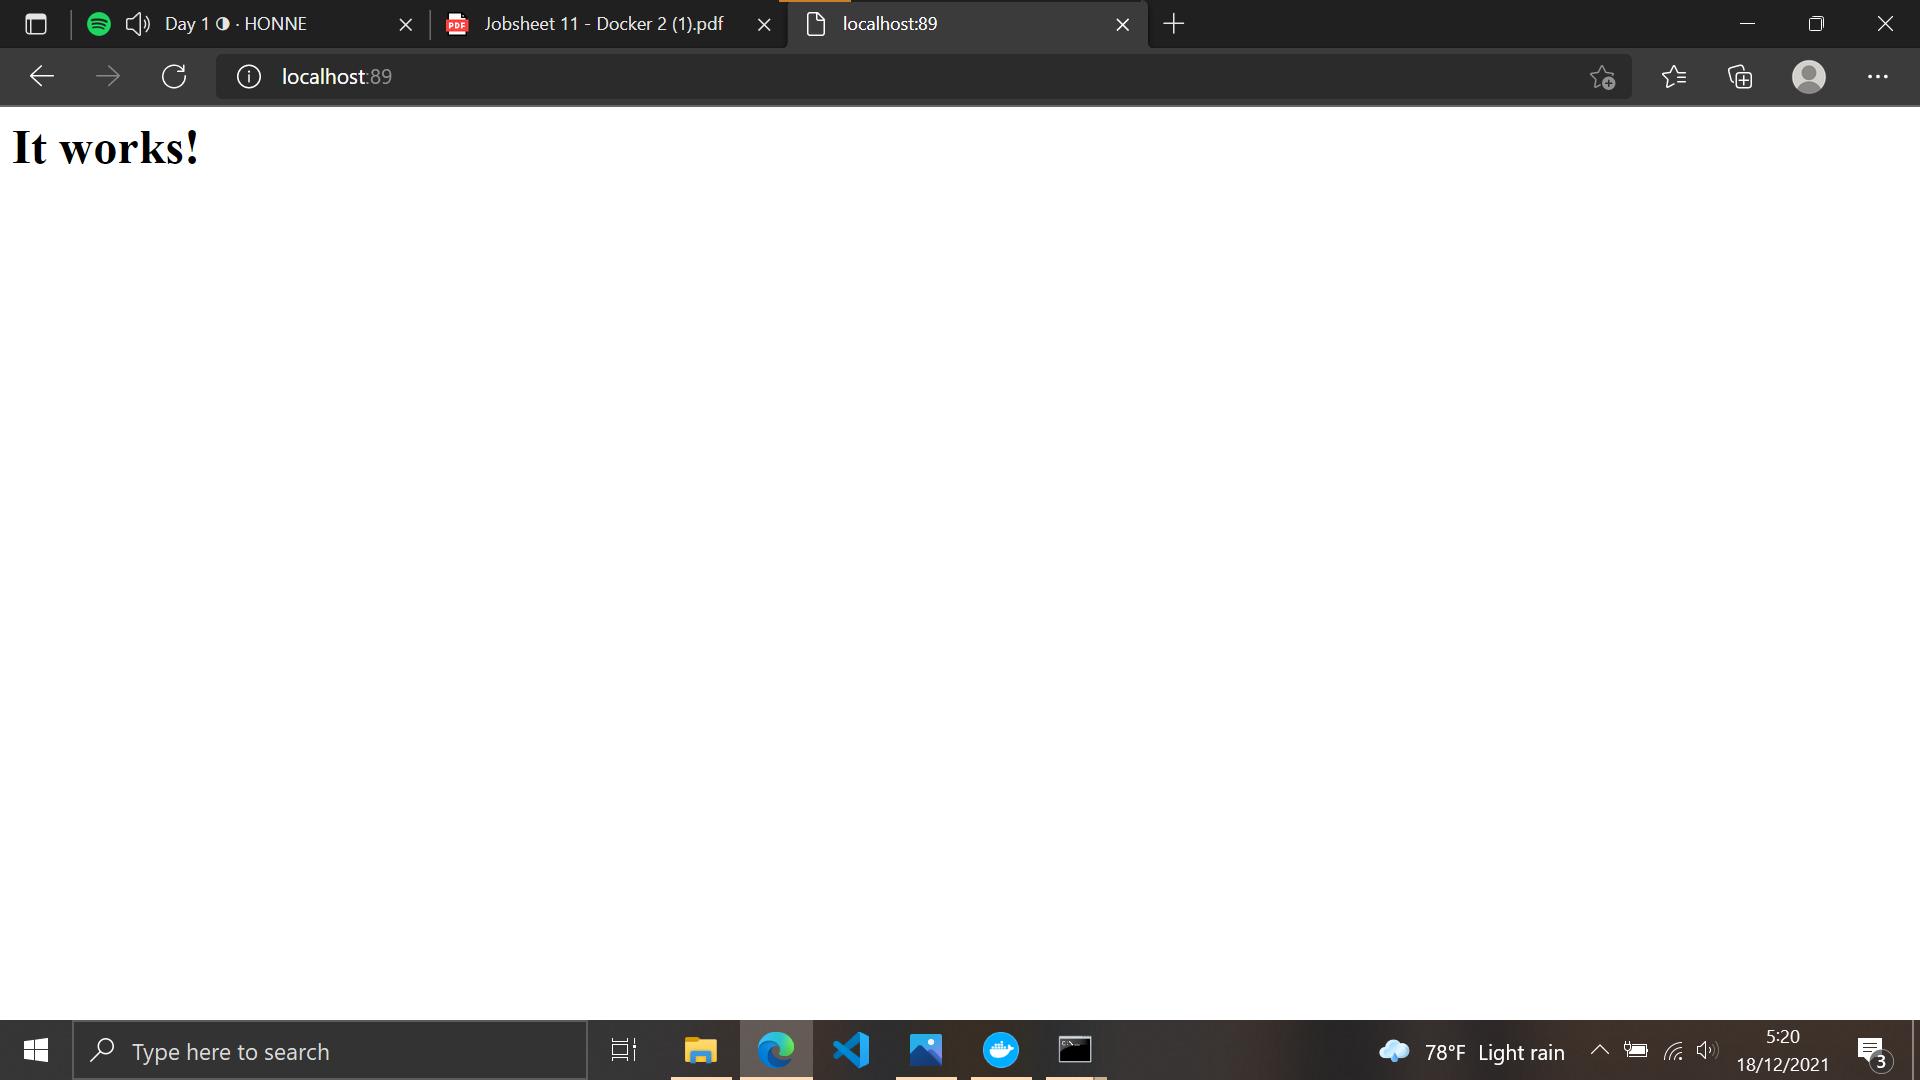 Day 1 ◑ · HONNE
Jobsheet 11 - Docker 2 (1).pdf
localhost:89
localhost:89
It works!
Type here to search
78°F Light rain
5:20
18/12/2021
3